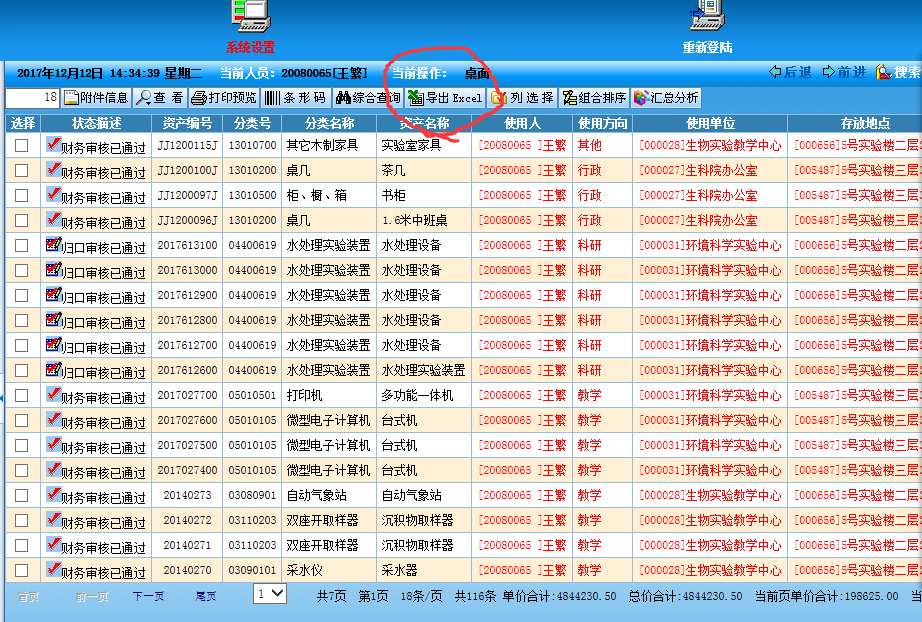 系统设置 重新登陆
2017年12月12日 14:34:39 星期二 当前人员：20080065[王繁] 当前操作： 桌面 后退 前进 搜索
18 附件信息 查 看 打印预览 条 形 码 综合查询 导出 Excel 列 选 择 组合排序 汇总分析
选择 状态描述 资产编号 分类号 分类名称 资产名称 使用人 使用方向 使用单位 存放地点
财务审核已通过 JJ1200115J 13010700 其它木制家具 实验室家具 [20080065 ]王繁 其他 [000028]生物实验教学中心 [000656]5号实验楼二层
财务审核已通过 JJ1200100J 13010200 桌几 茶几 [20080065 ]王繁 行政 [000027]生科院办公室 [005487]5号实验楼三层
财务审核已通过 JJ1200097J 13010500 柜、橱、箱 书柜 [20080065 ]王繁 行政 [000027]生科院办公室 [005487]5号实验楼三层
财务审核已通过 JJ1200096J 13010200 桌几 1.6米中班桌 [20080065 ]王繁 行政 [000027]生科院办公室 [005487]5号实验楼三层
归口审核已通过 2017613100 04400619 水处理实验装置 水处理设备 [20080065 ]王繁 科研 [000031]环境科学实验中心 [000656]5号实验楼二层
归口审核已通过 2017613000 04400619 水处理实验装置 水处理设备 [20080065 ]王繁 科研 [000031]环境科学实验中心 [000656]5号实验楼二层
归口审核已通过 2017612900 04400619 水处理实验装置 水处理设备 [20080065 ]王繁 科研 [000031]环境科学实验中心 [000656]5号实验楼二层
归口审核已通过 2017612800 04400619 水处理实验装置 水处理设备 [20080065 ]王繁 科研 [000031]环境科学实验中心 [000656]5号实验楼二层
归口审核已通过 2017612700 04400619 水处理实验装置 水处理设备 [20080065 ]王繁 科研 [000031]环境科学实验中心 [000656]5号实验楼二层
归口审核已通过 2017612600 04400619 水处理实验装置 水处理实验装置 [20080065 ]王繁 科研 [000031]环境科学实验中心 [000656]5号实验楼二层
财务审核已通过 2017027700 05010501 打印机 多功能一体机 [20080065 ]王繁 教学 [000031]环境科学实验中心 [005487]5号实验楼三层
财务审核已通过 2017027600 05010105 微型电子计算机 台式机 [20080065 ]王繁 教学 [000031]环境科学实验中心 [005487]5号实验楼三层
财务审核已通过 2017027500 05010105 微型电子计算机 台式机 [20080065 ]王繁 教学 [000031]环境科学实验中心 [005487]5号实验楼三层
财务审核已通过 2017027400 05010105 微型电子计算机 台式机 [20080065 ]王繁 教学 [000031]环境科学实验中心 [005487]5号实验楼三层
财务审核已通过 20140273 03080901 自动气象站 自动气象站 [20080065 ]王繁 教学 [000028]生物实验教学中心 [000656]5号实验楼二层
财务审核已通过 20140272 03110203 双座开取样器 沉积物取样器 [20080065 ]王繁 教学 [000028]生物实验教学中心 [000656]5号实验楼二层
财务审核已通过 20140271 03110203 双座开取样器 沉积物取样器 [20080065 ]王繁 教学 [000028]生物实验教学中心 [000656]5号实验楼二层
财务审核已通过 20140270 03090101 采水仪 采水器 [20080065 ]王繁 教学 [000028]生物实验教学中心 [000656]5号实验楼二层
首页 前一页 下一页 尾页 1 共7页 第1页 18条/页 共116条 单价合计:4844230.50 总价合计:4844230.50 当前页单价合计:198625.00 当